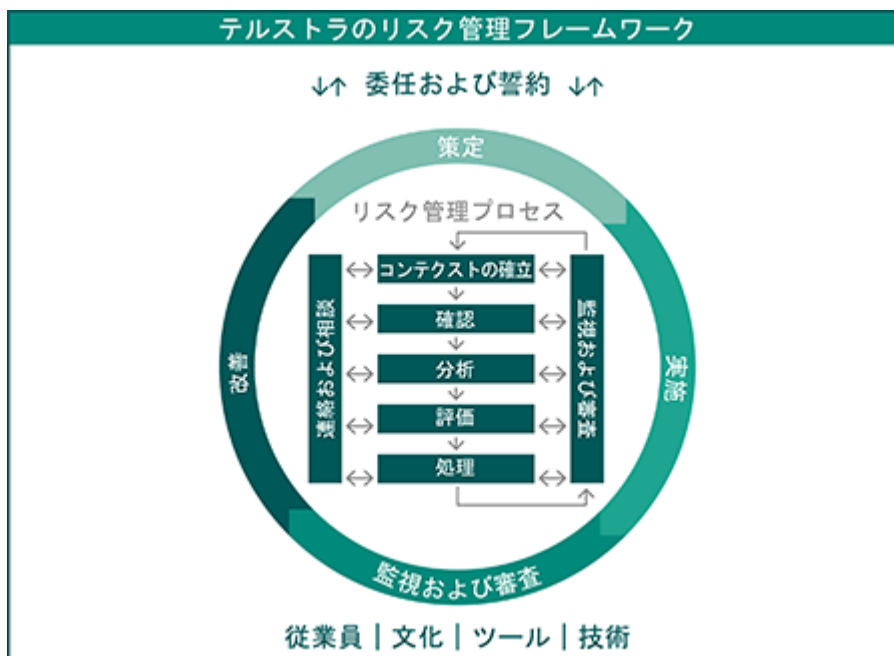 テルストラのリスク管理フレームワーク
↓↑ 委任および誓約 ↓↑
策定
リスク管理プロセス
コンテクストの確立
確認
分析
評価
処理
連絡および相談
監視および審査
改善
実施
監視および審査
従業員 | 文化 | ツール | 技術